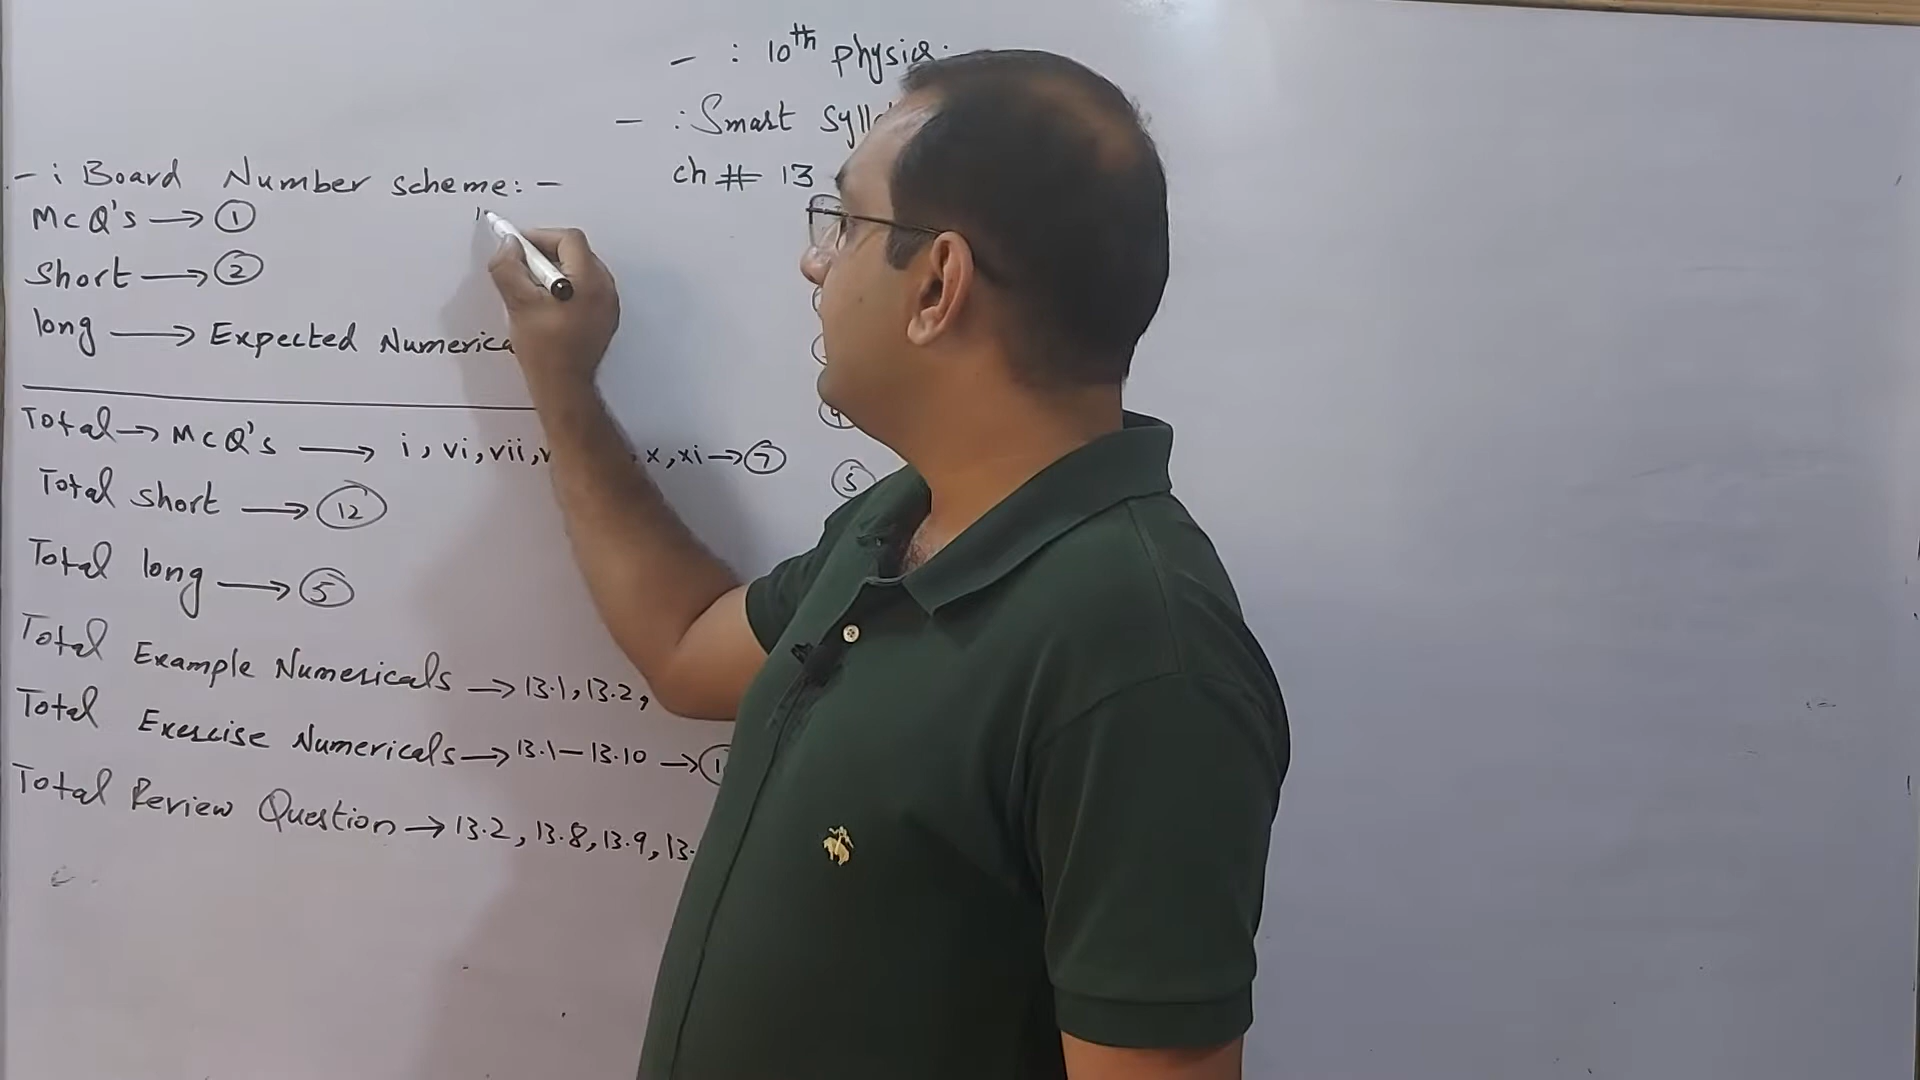 - : 10th physics.
- : Smart
ch # 13
- : Board Number scheme: -
McQ's → ①
Short → ②
long → Expected Numerica
Total → McQ's → i, vi, vii, x, xi → ⑦
⑤
Total short → ⑫
Total long → ⑤
Total Example Numericals → 13.1, 13.2,
Total Exercise Numericals → 13.1 - 13.10 →
Total Review Question → 13.2, 13.8, 13.9, 13.